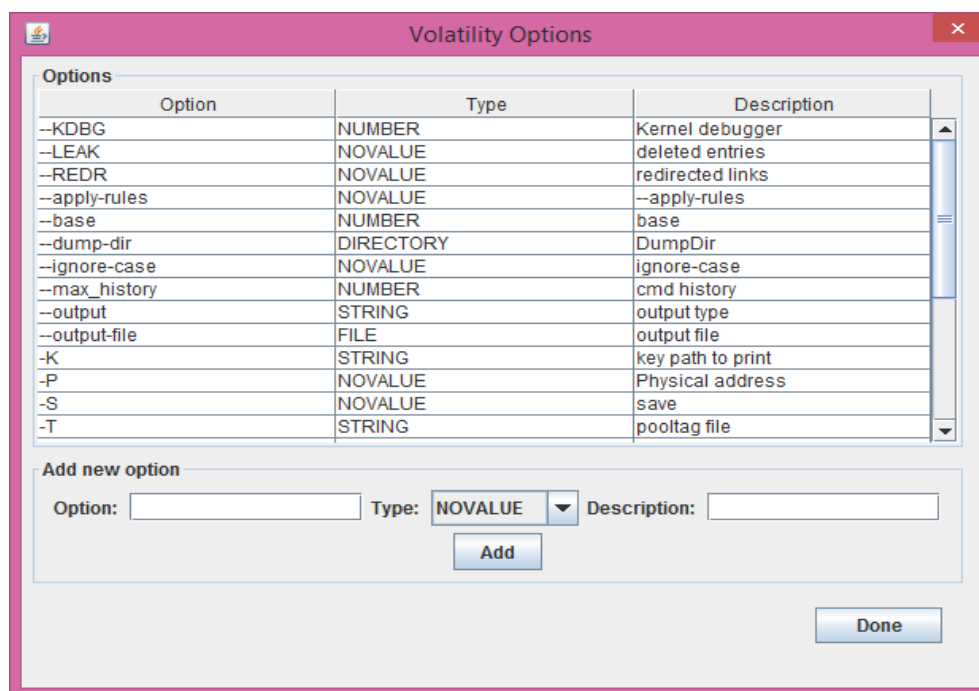 Volatility Options
Options
Option Type Description
--KDBG NUMBER Kernel debugger
--LEAK NOVALUE deleted entries
--REDR NOVALUE redirected links
--apply-rules NOVALUE --apply-rules
--base NUMBER base
--dump-dir DIRECTORY DumpDir
--ignore-case NOVALUE ignore-case
--max_history NUMBER cmd history
--output STRING output type
--output-file FILE output file
-K STRING key path to print
-P NOVALUE Physical address
-S NOVALUE save
-T STRING pooltag file
Add new option
Option: Type: NOVALUE Description:
Add
Done